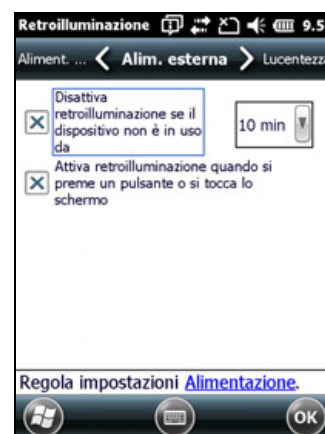 Retroilluminazione 9.5
Aliment. ... Alim. esterna Lucentezz
Disattiva
retroilluminazione se il
dispositivo non è in uso
da
10 min
Attiva retroilluminazione quando si
preme un pulsante o si tocca lo
schermo
Regola impostazioni Alimentazione.
OK